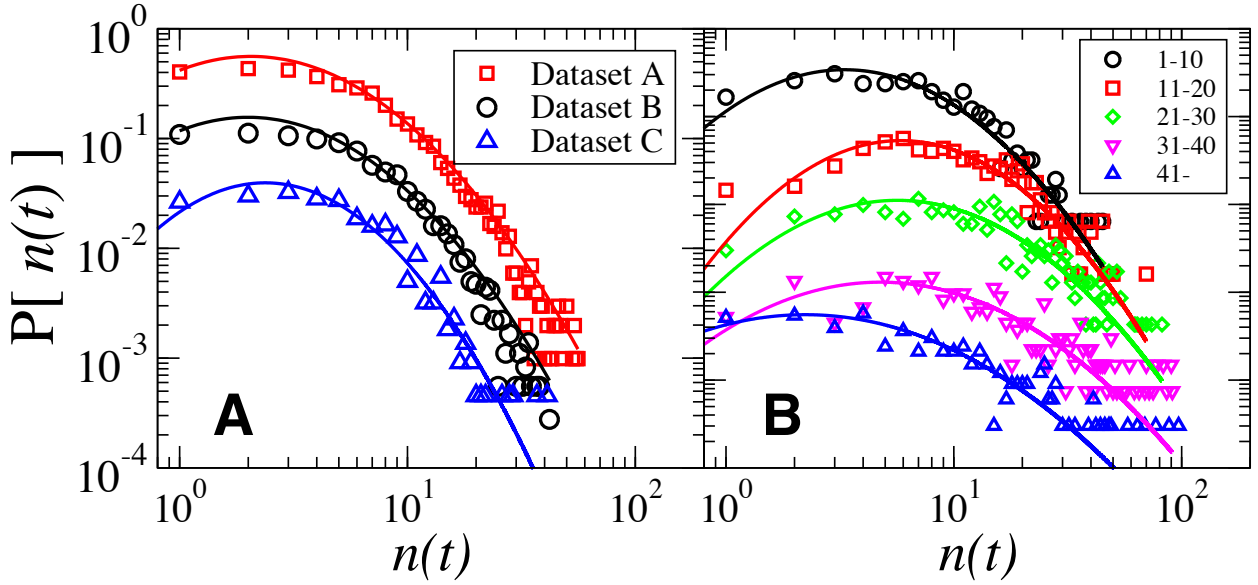 P[ n(t) ]
10^0
10^-1
10^-2
10^-3
10^-4
Dataset A
Dataset B
Dataset C
A
10^0
10^1
10^2
n(t)
1-10
11-20
21-30
31-40
41-
B
10^0
10^1
10^2
n(t)